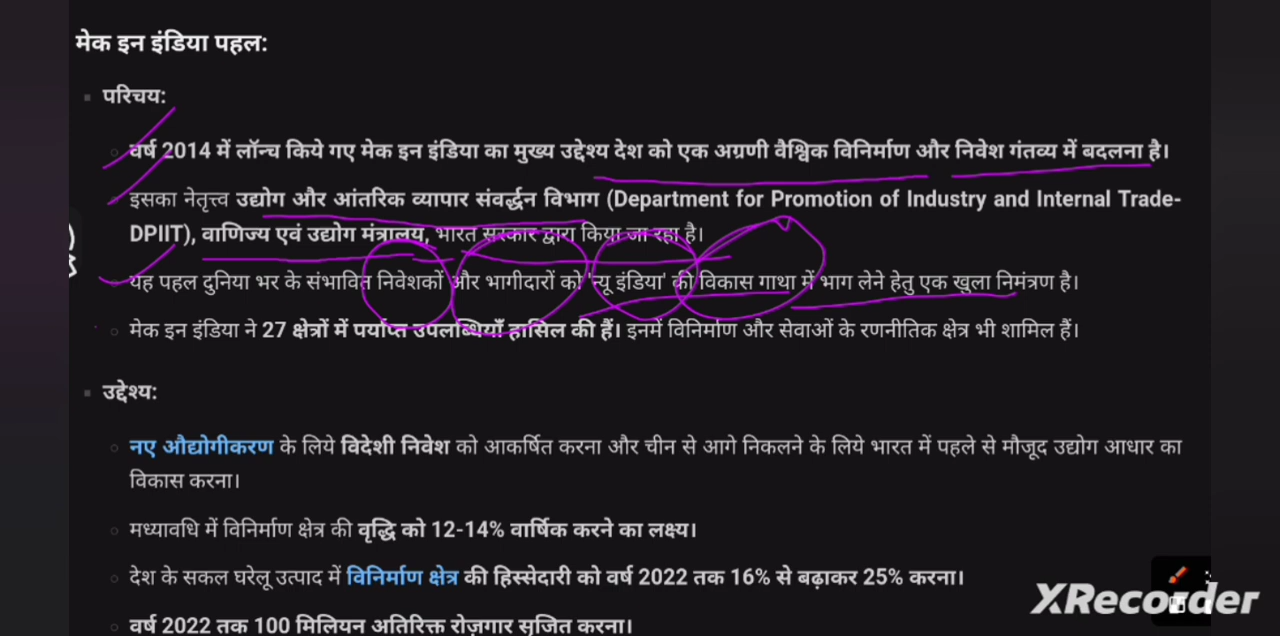 मेक इन इंडिया पहल:
परिचय:
वर्ष 2014 में लॉन्च किये गए मेक इन इंडिया का मुख्य उद्देश्य देश को एक अग्रणी वैश्विक विनिर्माण और निवेश गंतव्य में बदलना है।
इसका नेतृत्त्व उद्योग और आंतरिक व्यापार संवर्द्धन विभाग (Department for Promotion of Industry and Internal Trade-
DPIIT), वाणिज्य एवं उद्योग मंत्रालय, भारत सरकार द्वारा किया जा रहा है।
यह पहल दुनिया भर के संभावित निवेशकों और भागीदारों को 'न्यू इंडिया' की विकास गाथा में भाग लेने हेतु एक खुला निमंत्रण है।
मेक इन इंडिया ने 27 क्षेत्रों में पर्याप्त उपलब्धियाँ हासिल की हैं। इनमें विनिर्माण और सेवाओं के रणनीतिक क्षेत्र भी शामिल हैं।
उद्देश्य:
नए औद्योगीकरण के लिये विदेशी निवेश को आकर्षित करना और चीन से आगे निकलने के लिये भारत में पहले से मौजूद उद्योग आधार का
विकास करना।
मध्यावधि में विनिर्माण क्षेत्र की वृद्धि को 12-14% वार्षिक करने का लक्ष्य।
देश के सकल घरेलू उत्पाद में विनिर्माण क्षेत्र की हिस्सेदारी को वर्ष 2022 तक 16% से बढ़ाकर 25% करना।
वर्ष 2022 तक 100 मिलियन अतिरिक्त रोज़गार सृजित करना।
XRecorder